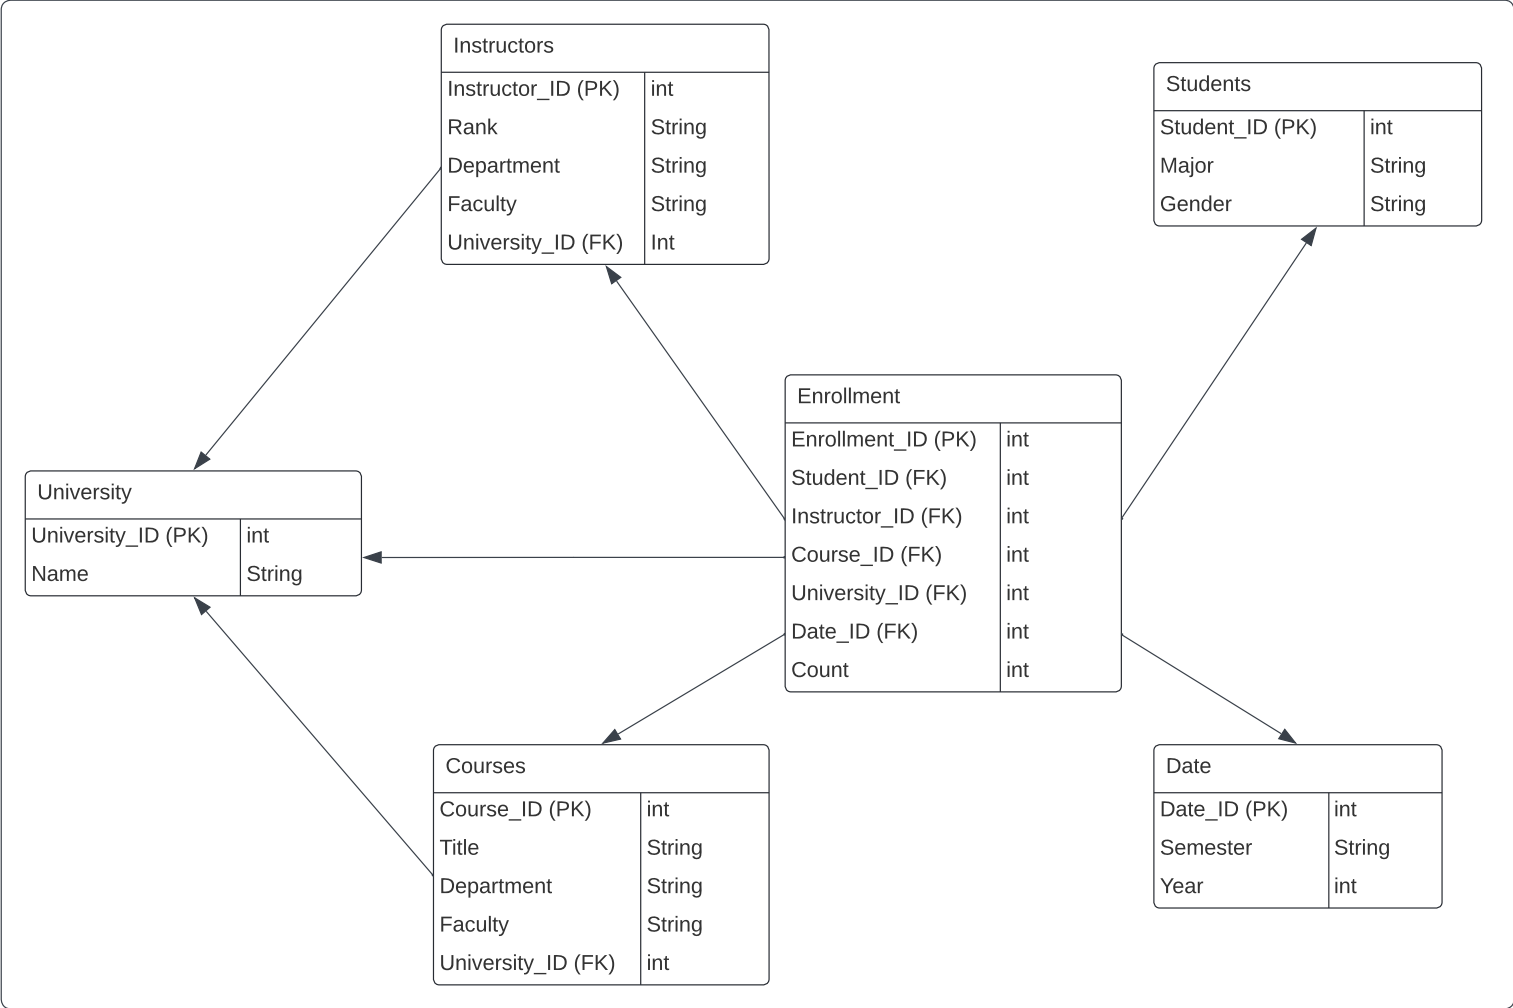 Instructors
Instructor_ID (PK) int
Rank String
Department String
Faculty String
University_ID (FK) Int
Students
Student_ID (PK) int
Major String
Gender String
Enrollment
Enrollment_ID (PK) int
Student_ID (FK) int
Instructor_ID (FK) int
Course_ID (FK) int
University_ID (FK) int
Date_ID (FK) int
Count int
University
University_ID (PK) int
Name String
Courses
Course_ID (PK) int
Title String
Department String
Faculty String
University_ID (FK) int
Date
Date_ID (PK) int
Semester String
Year int